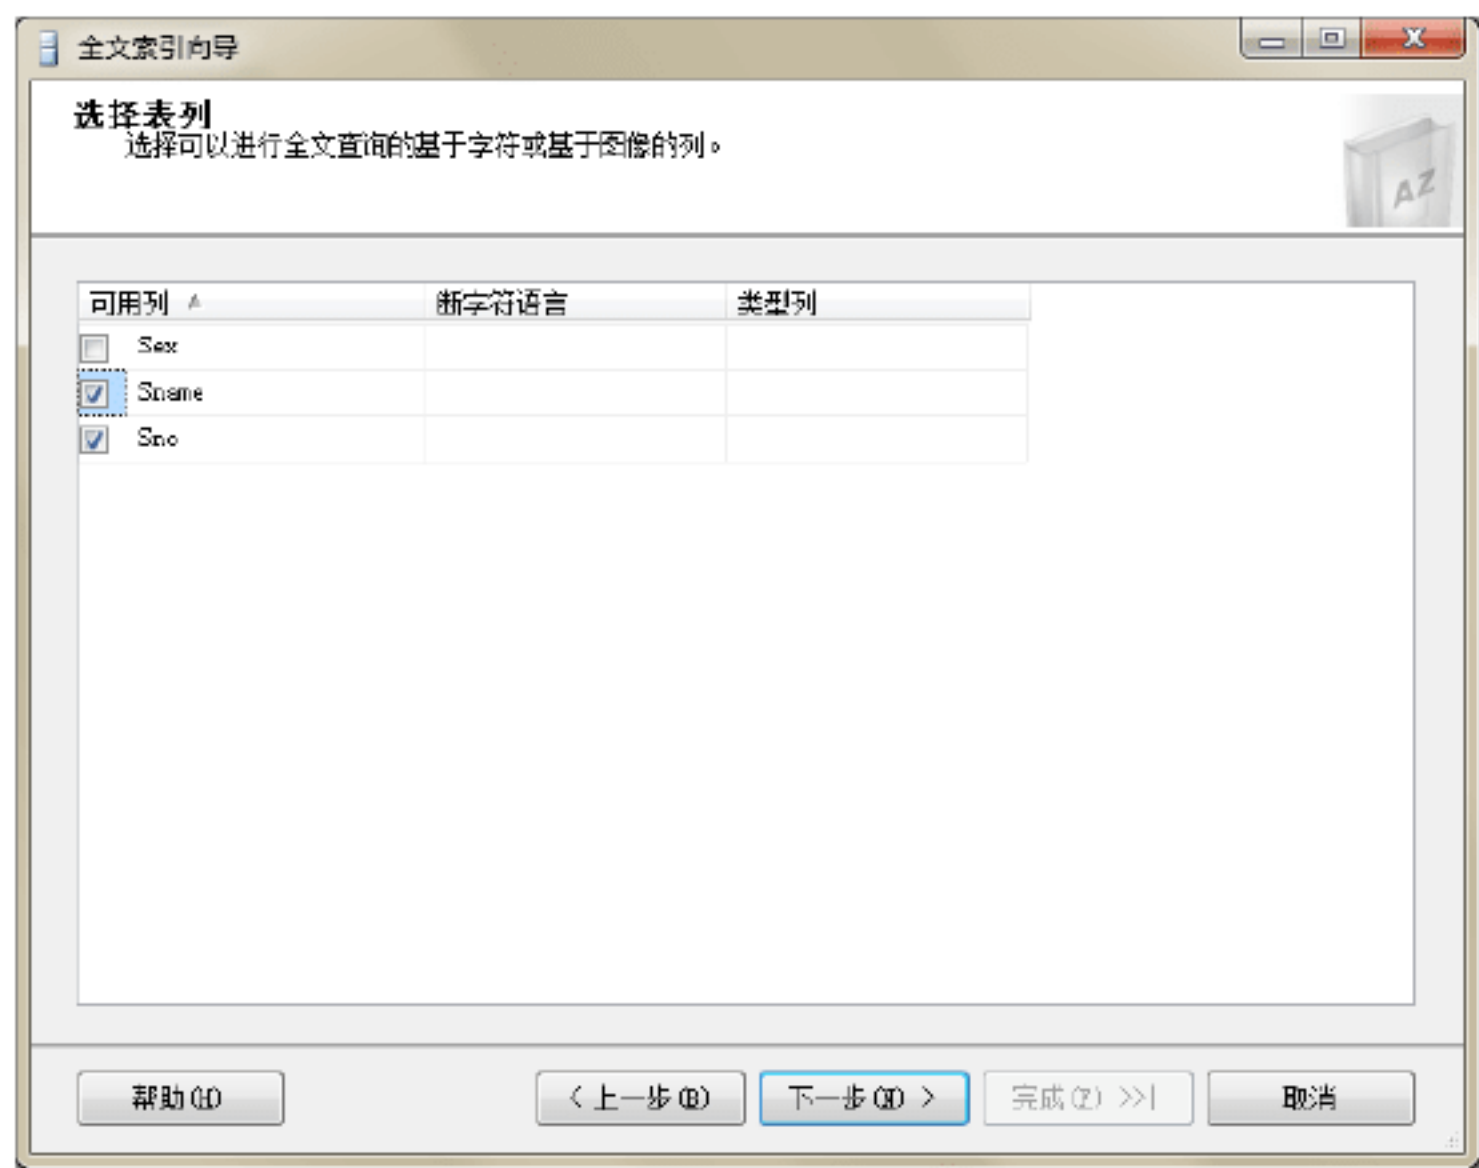 全文索引向导
选择表列
选择可以进行全文查询的基于字符或基于图像的列。
AZ
可用列 断字符语言 类型列
Sex
Sname
Sno
帮助(H) < 上一步(B) 下一步(N) > 完成(F) >>| 取消